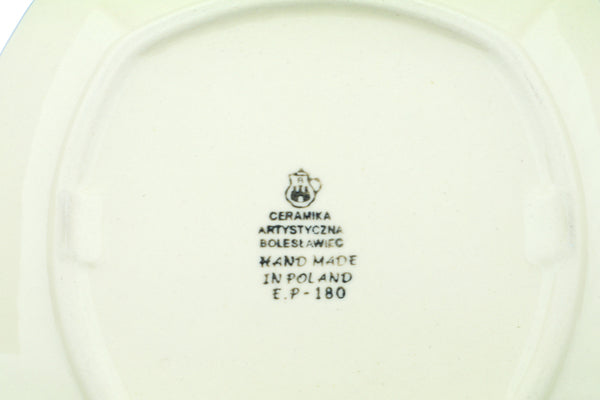 CERAMIKA
ARTYSTYCZNA
BOLESŁAWIEC
HAND MADE
IN POLAND
E.P-180